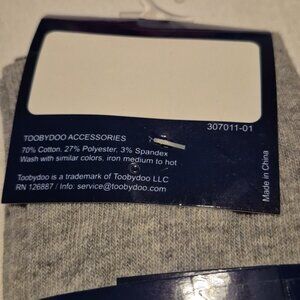 307011-01
TOOBYDOO ACCESSORIES
70% Cotton, 27% Polyester, 3% Spandex
Wash with similar colors, iron medium to hot
Toobydoo is a trademark of Toobydoo LLC
RN 126887 / Info: service@toobydoo.com
Made in China